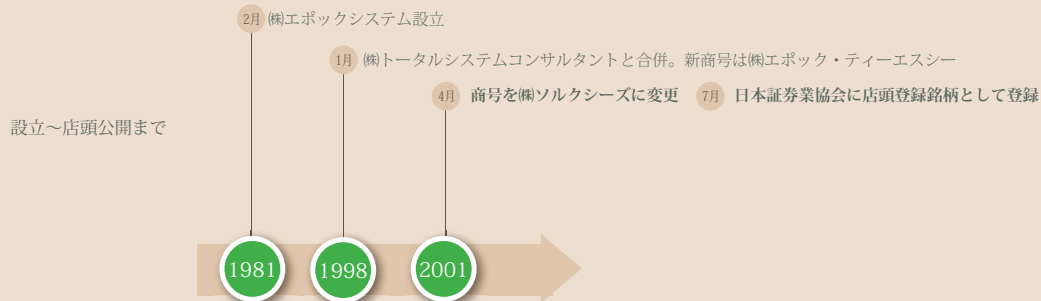 2月 ㈱エポックシステム設立
1月 ㈱トータルシステムコンサルタントと合併。新商号は㈱エポック・ティーエスシー
4月 商号を㈱ソルクシーズに変更 7月 日本証券業協会に店頭登録銘柄として登録
設立～店頭公開まで
1981 1998 2001